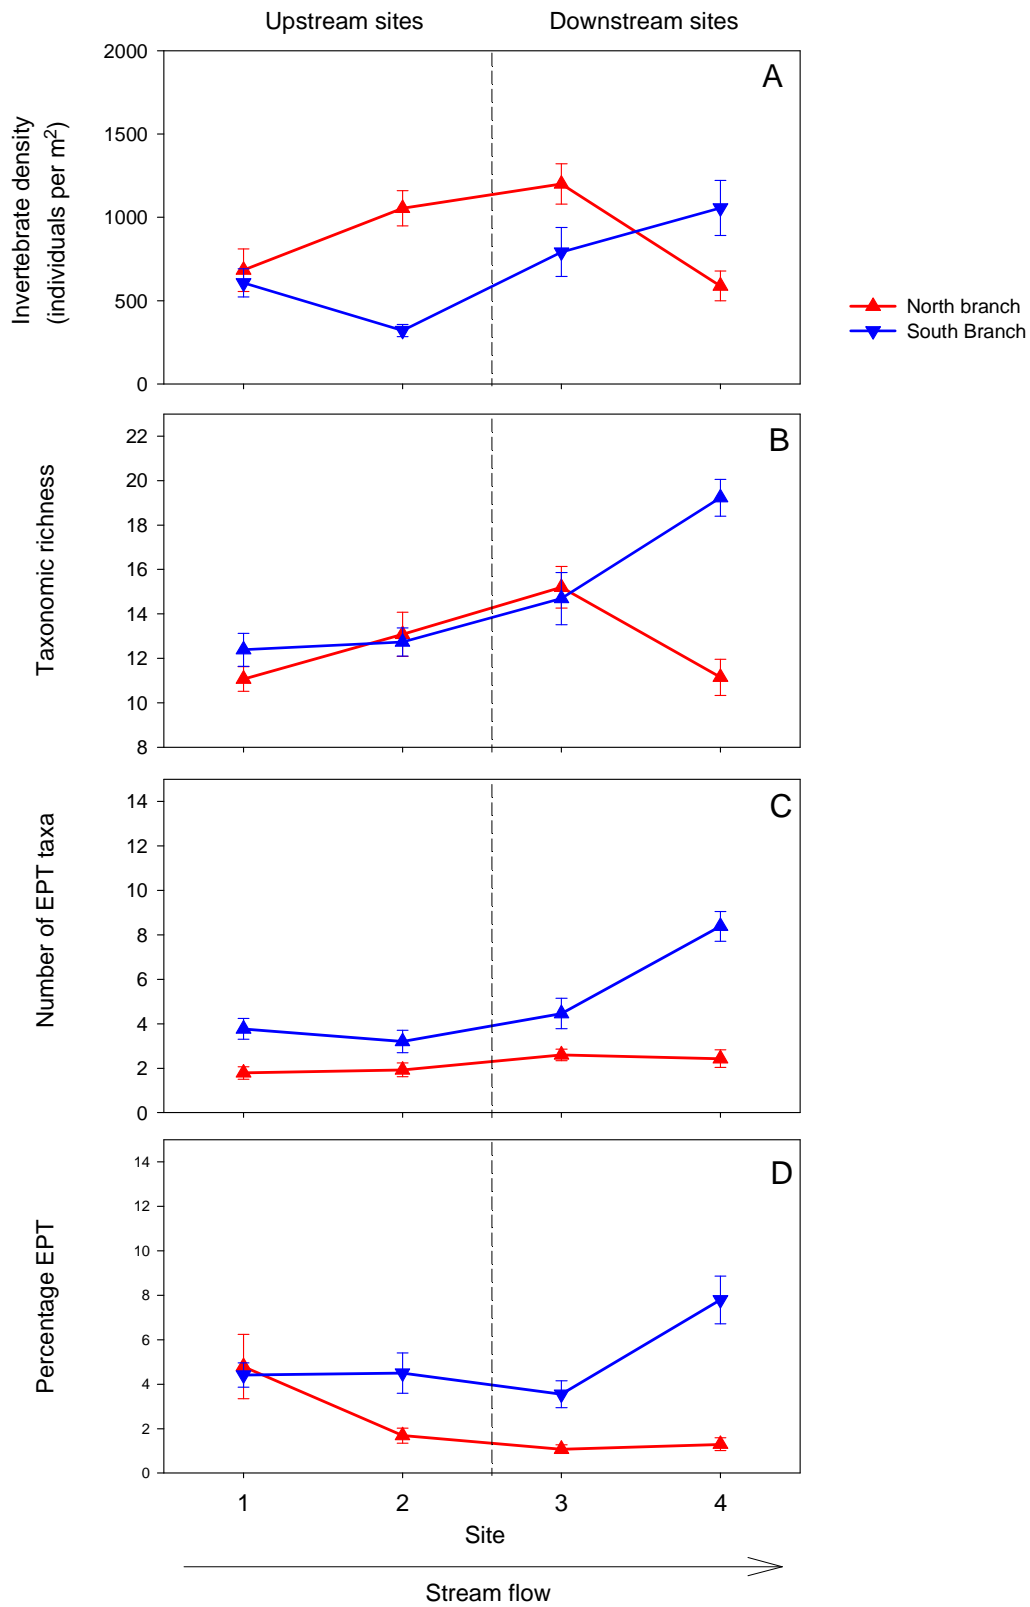 Upstream sites
Downstream sites
Invertebrate density
(individuals per m²)
2000
1500
1000
500
0
A
North branch
South Branch
Taxonomic richness
22
20
18
16
14
12
10
8
B
Number of EPT taxa
14
12
10
8
6
4
2
0
C
Percentage EPT
14
12
10
8
6
4
2
0
D
1 2 3 4
Site
Stream flow